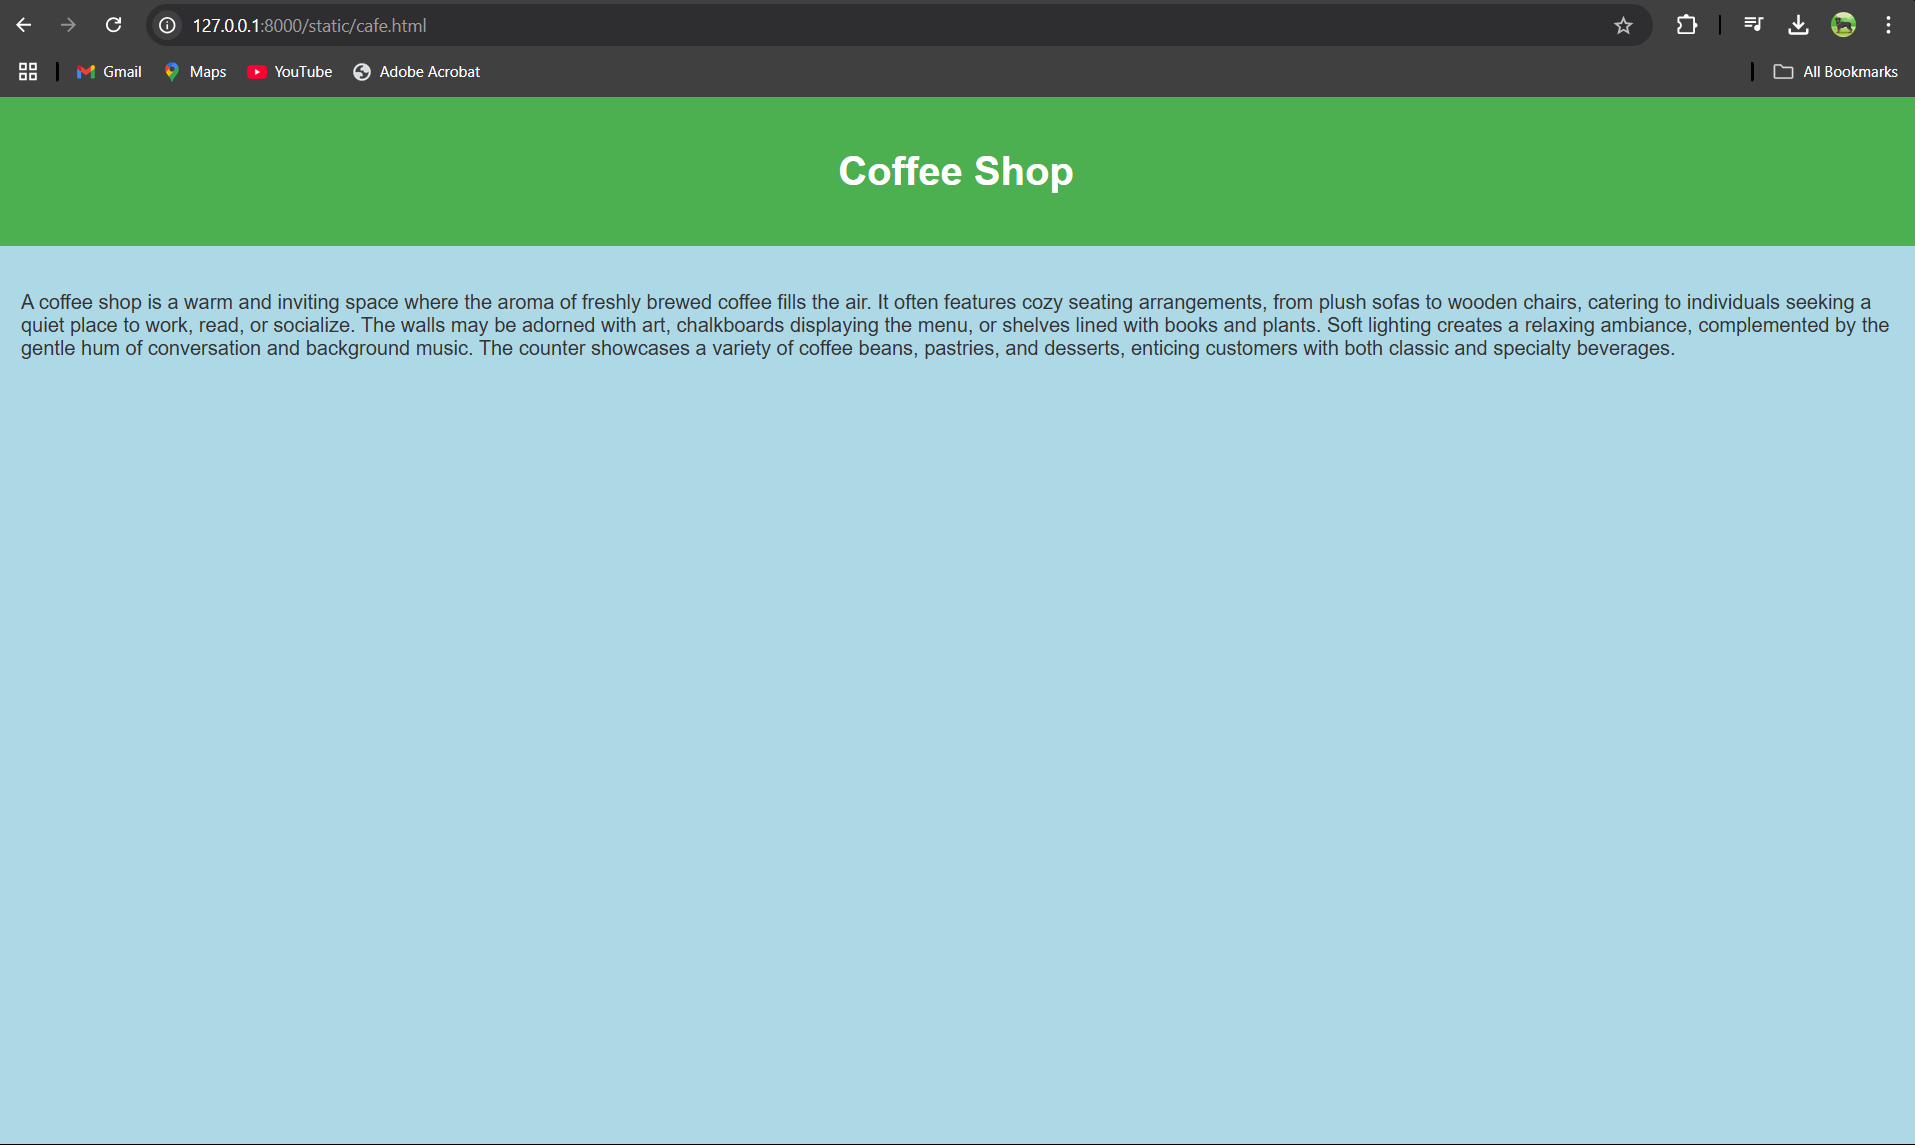 127.0.0.1:8000/static/cafe.html
Gmail Maps YouTube Adobe Acrobat All Bookmarks
Coffee Shop
A coffee shop is a warm and inviting space where the aroma of freshly brewed coffee fills the air. It often features cozy seating arrangements, from plush sofas to wooden chairs, catering to individuals seeking a
quiet place to work, read, or socialize. The walls may be adorned with art, chalkboards displaying the menu, or shelves lined with books and plants. Soft lighting creates a relaxing ambiance, complemented by the
gentle hum of conversation and background music. The counter showcases a variety of coffee beans, pastries, and desserts, enticing customers with both classic and specialty beverages.